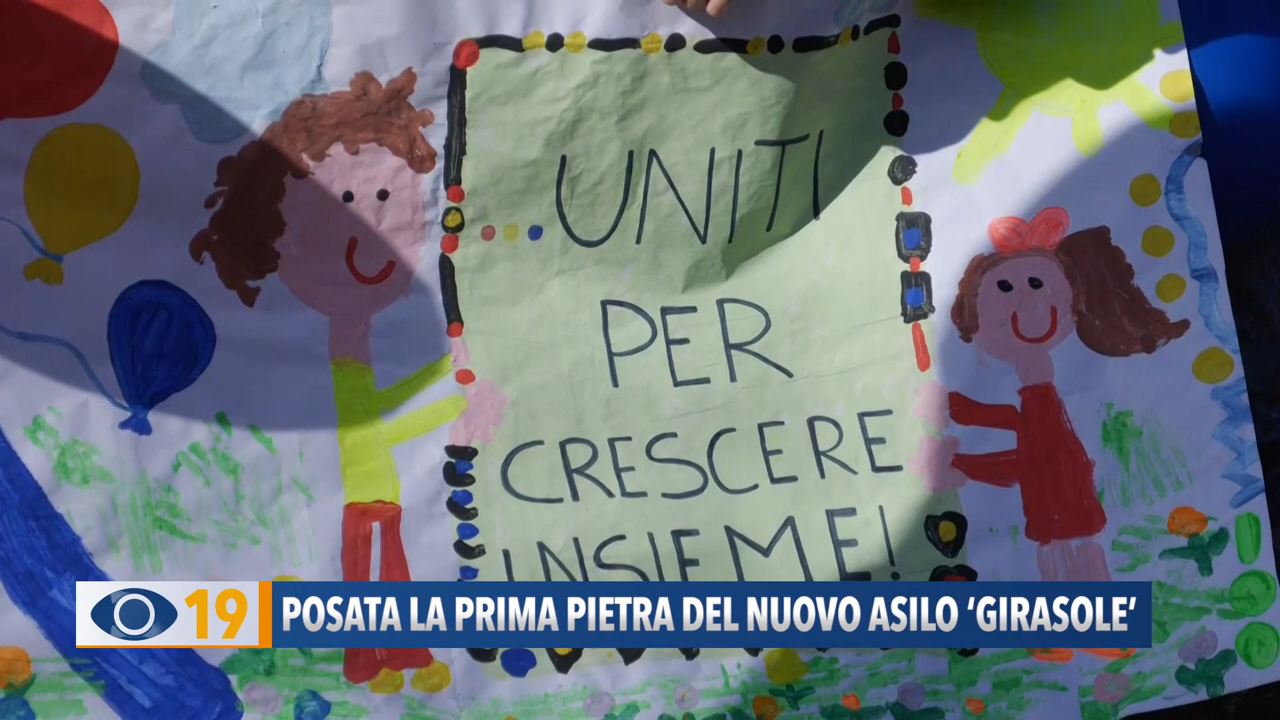 ...UNITI
PER
CRESCERE
INSIEME!
19 POSATA LA PRIMA PIETRA DEL NUOVO ASILO ‘GIRASOLE’